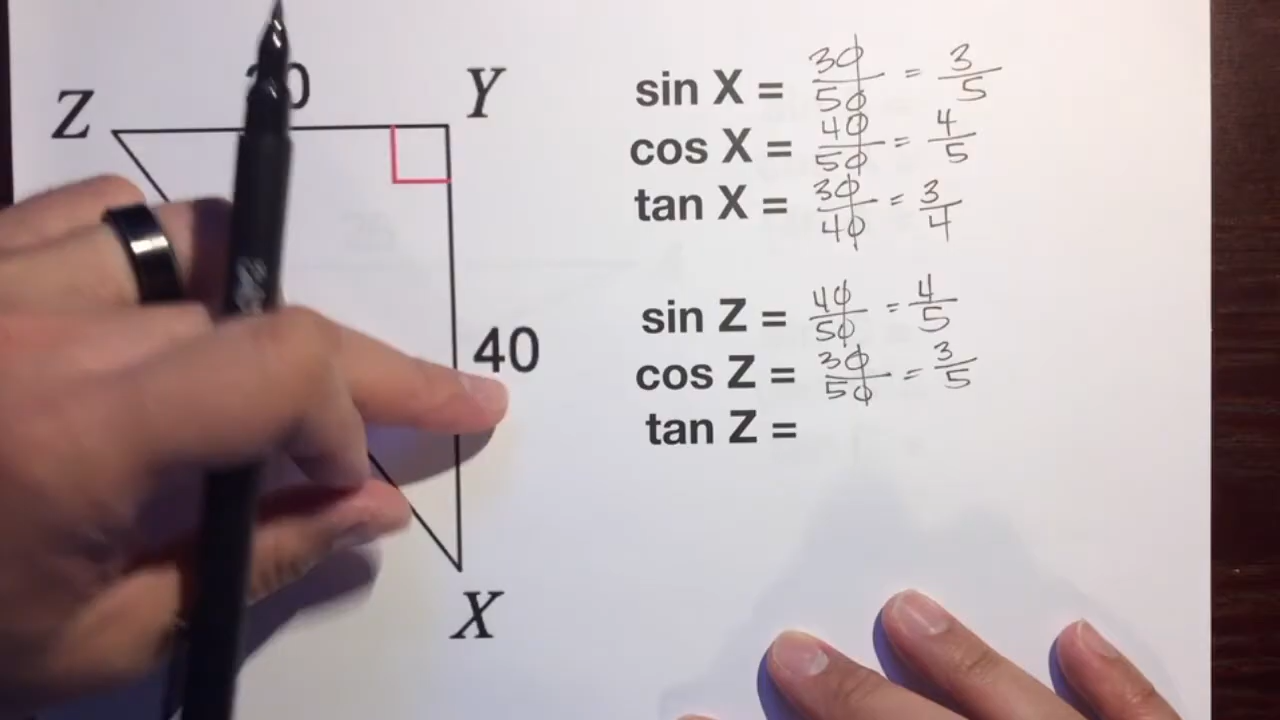 Z
Y
sin X = 30/50 = 3/5
cos X = 40/50 = 4/5
tan X = 30/40 = 3/4
sin Z = 40/50 = 4/5
40
cos Z = 30/50 = 3/5
tan Z =
X